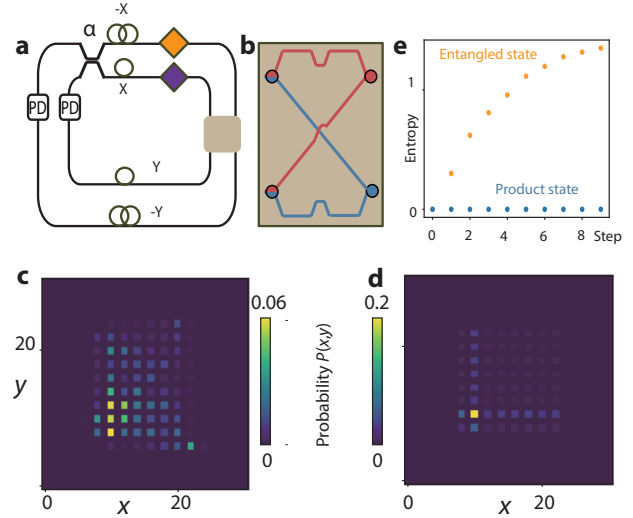 a
α
-X
X
PD
PD
Y
-Y
b
e
Entangled state
Product state
Entropy
1
0
0 2 4 6 8 Step
c
20
y
0 20
x
0.06
0
Probability P(x,y)
0.2
0
d
0 20
x